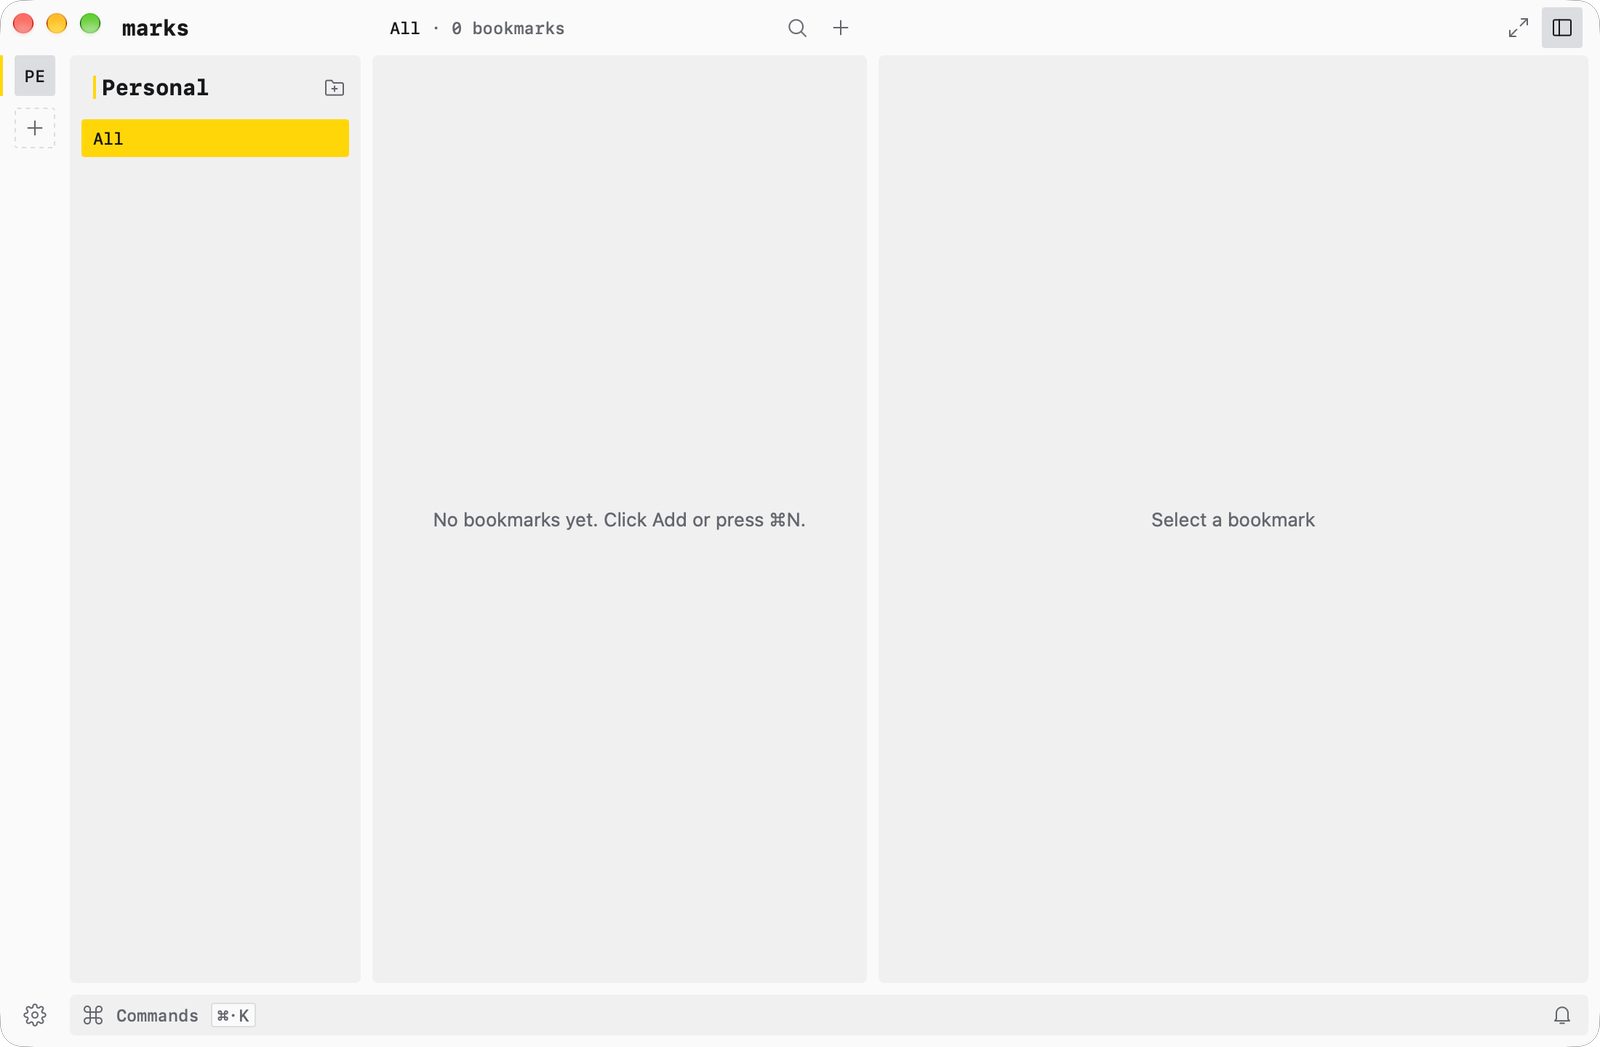 marks
All · 0 bookmarks
PE
Personal
All
No bookmarks yet. Click Add or press ⌘N.
Select a bookmark
Commands ⌘·K